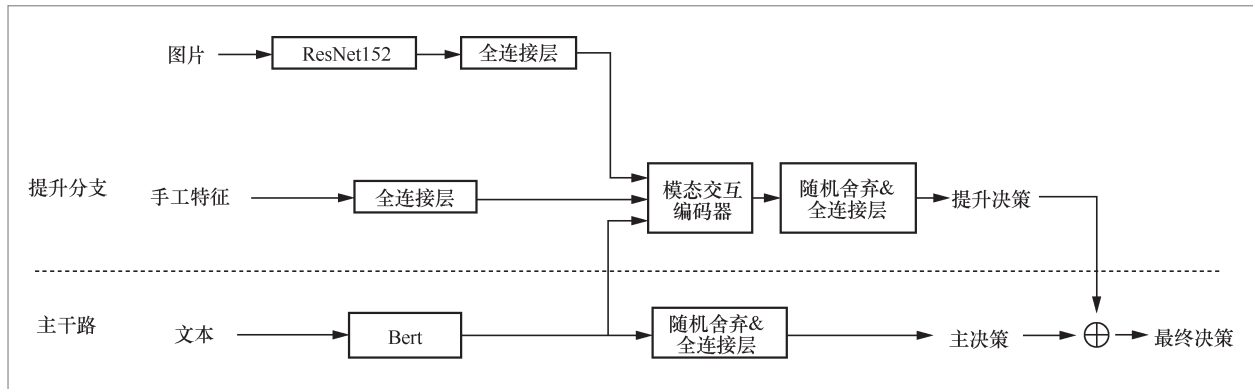 图片
ResNet152
全连接层
提升分支
手工特征
全连接层
模态交互
编码器
随机舍弃&
全连接层
提升决策
主干路
文本
Bert
随机舍弃&
全连接层
主决策
最终决策